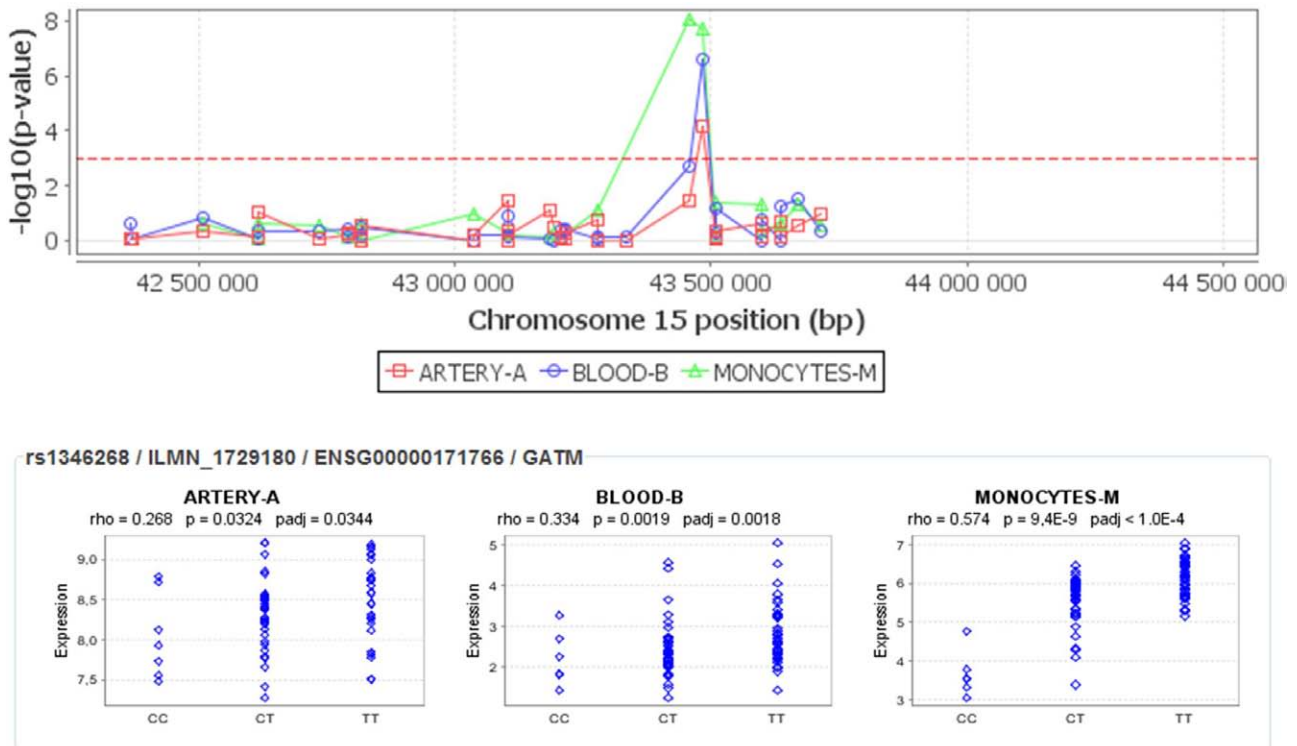 -log10(p-value)
8
6
4
2
0
42 500 000 43 000 000 43 500 000 44 000 000 44 500 000
Chromosome 15 position (bp)
ARTERY-A BLOOD-B MONOCYTES-M
rs1346268 / ILMN_1729180 / ENSG00000171766 / GATM
ARTERY-A
rho = 0.268 p = 0.0324 padj = 0.0344
Expression
9,0
8,5
8,0
7,5
CC CT TT
BLOOD-B
rho = 0.334 p = 0.0019 padj = 0.0018
Expression
5
4
3
2
CC CT TT
MONOCYTES-M
rho = 0.574 p = 9,4E-9 padj < 1.0E-4
Expression
7
6
5
4
3
CC CT TT